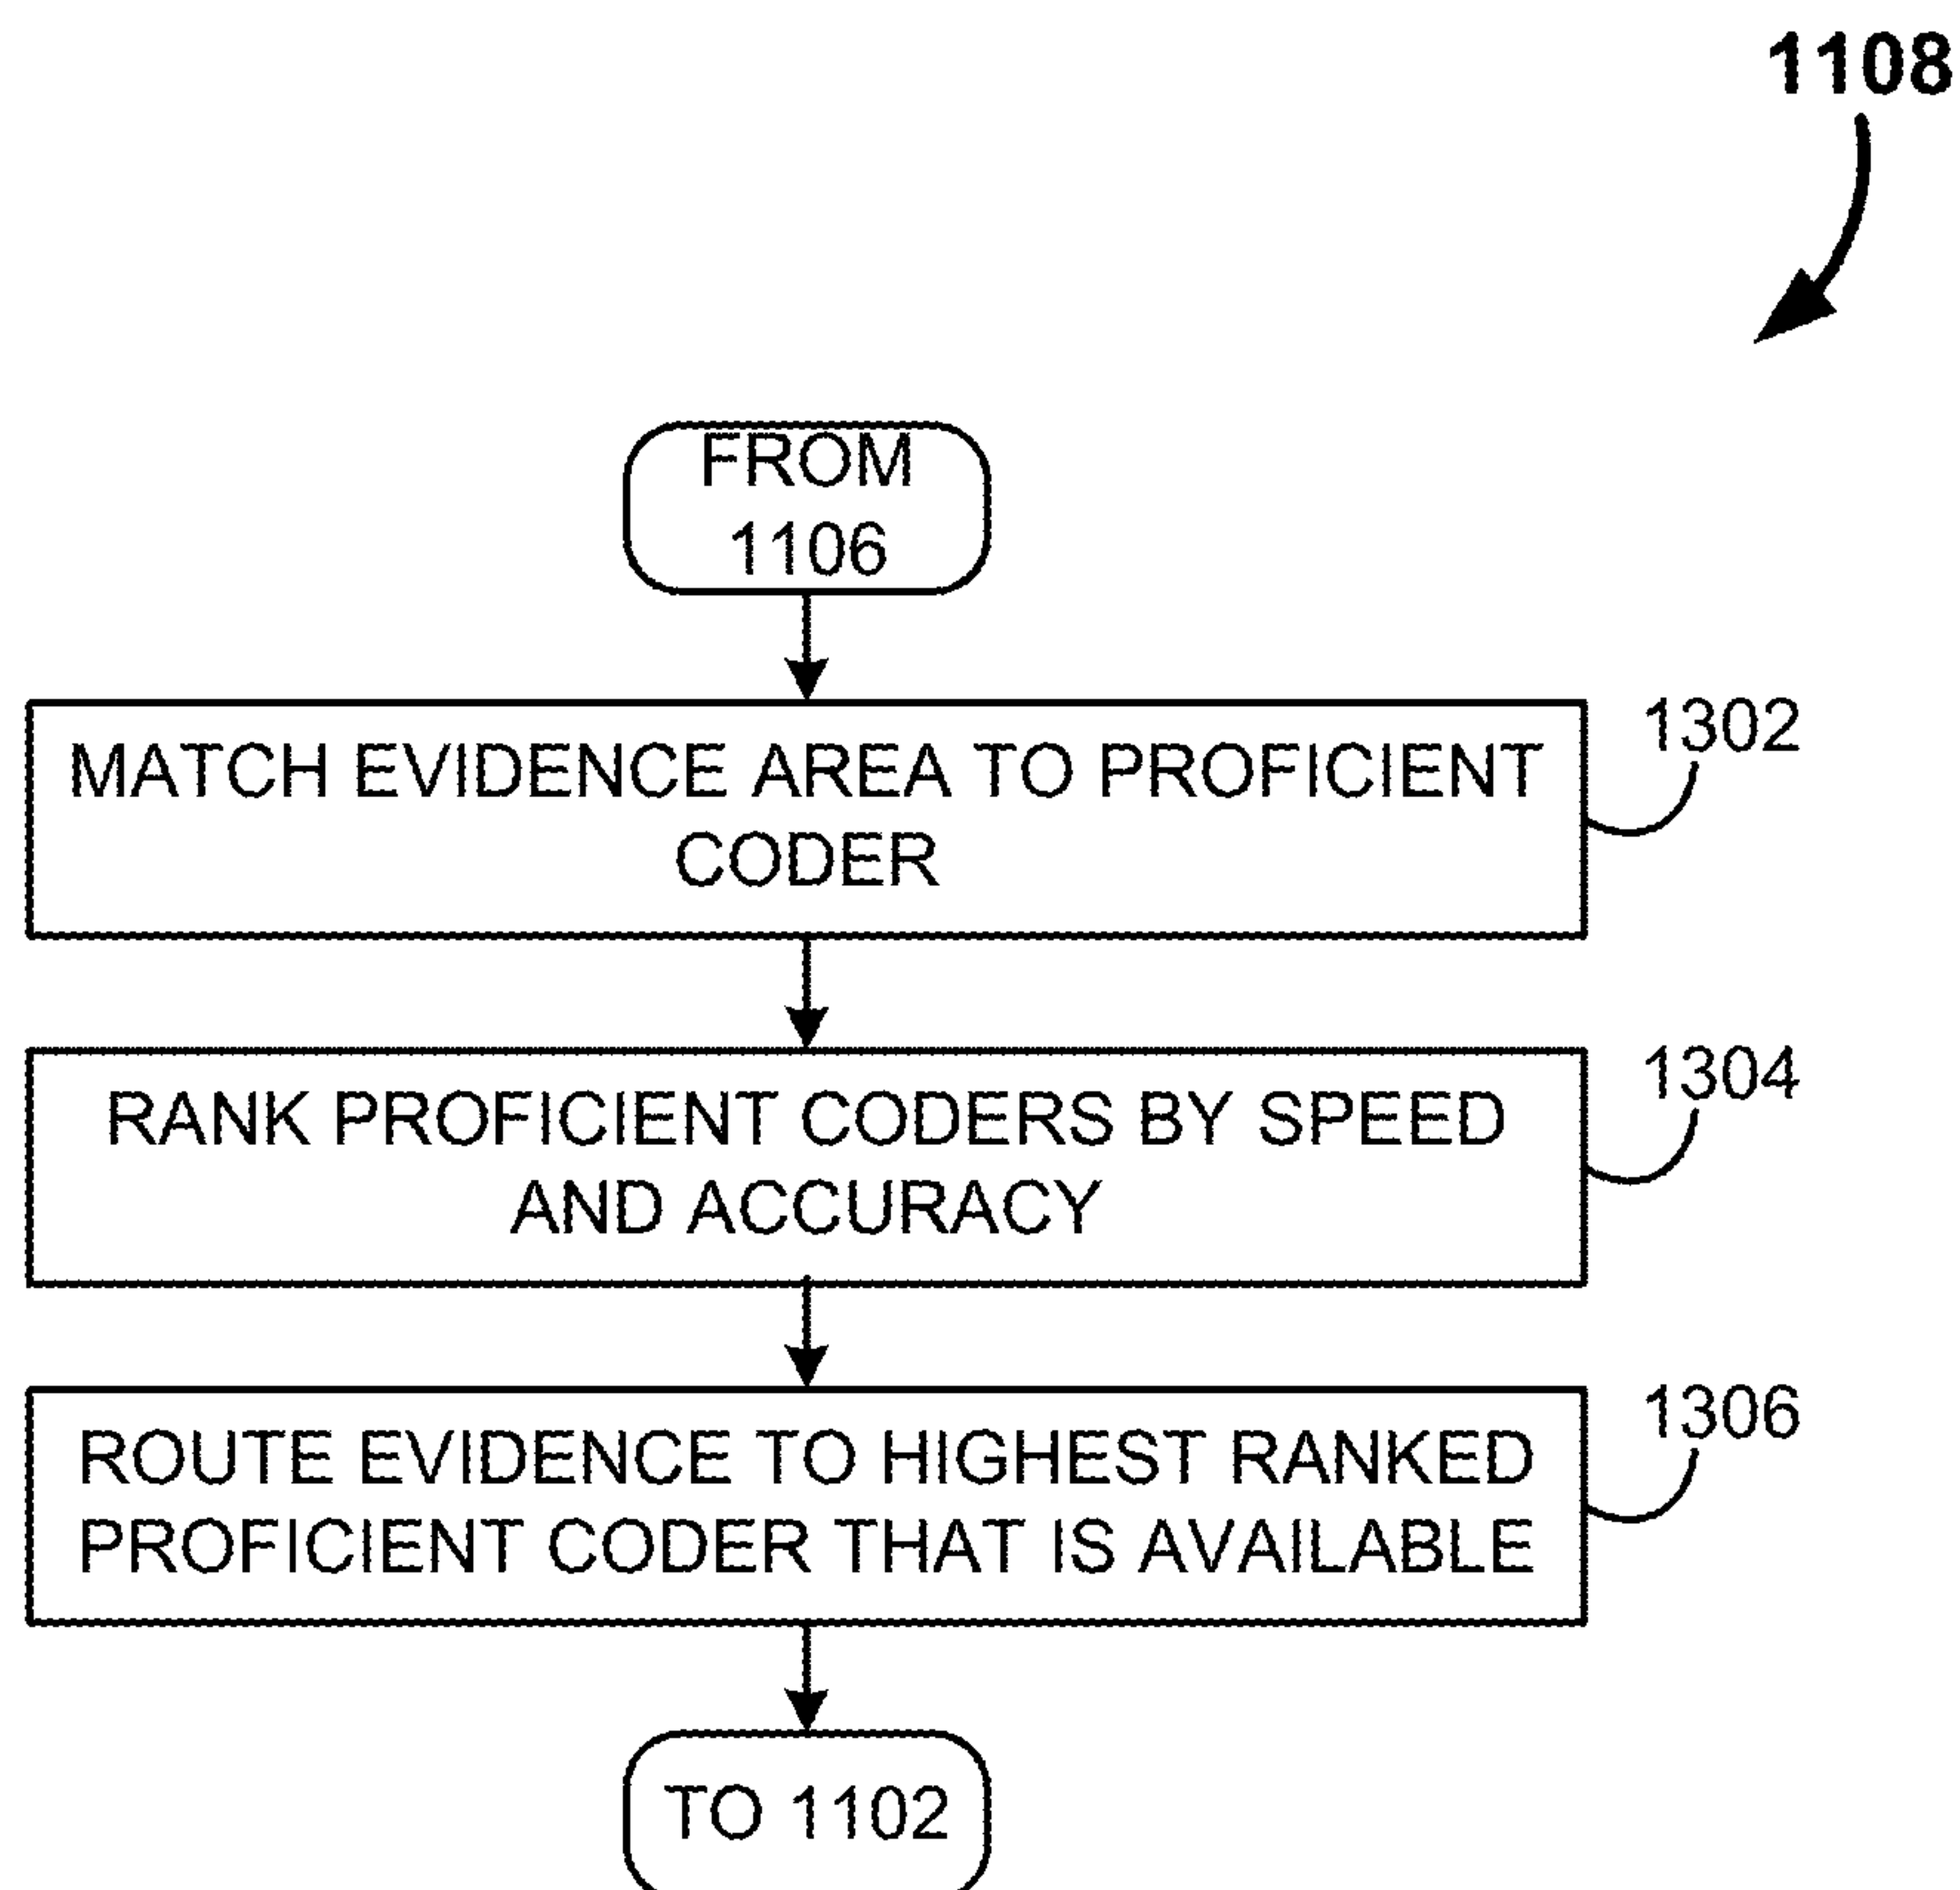 1108
FROM
1106
MATCH EVIDENCE AREA TO PROFICIENT
CODER
1302
RANK PROFICIENT CODERS BY SPEED
AND ACCURACY
1304
ROUTE EVIDENCE TO HIGHEST RANKED
PROFICIENT CODER THAT IS AVAILABLE
1306
TO 1102